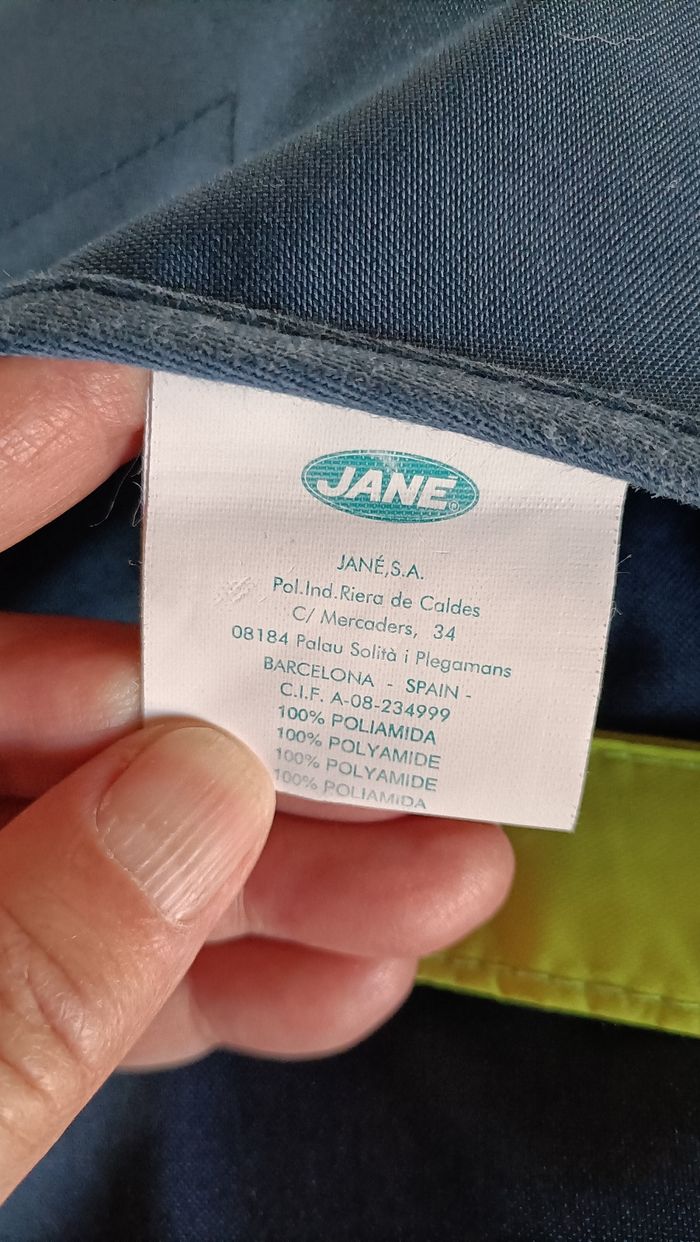 JANÉ®
JANÉ,S.A.
Pol.Ind.Riera de Caldes
C/ Mercaders, 34
08184 Palau Solità i Plegamans
BARCELONA - SPAIN -
C.I.F. A-08-234999
100% POLIAMIDA
100% POLYAMIDE
100% POLYAMIDE
100% POLIAMIDA